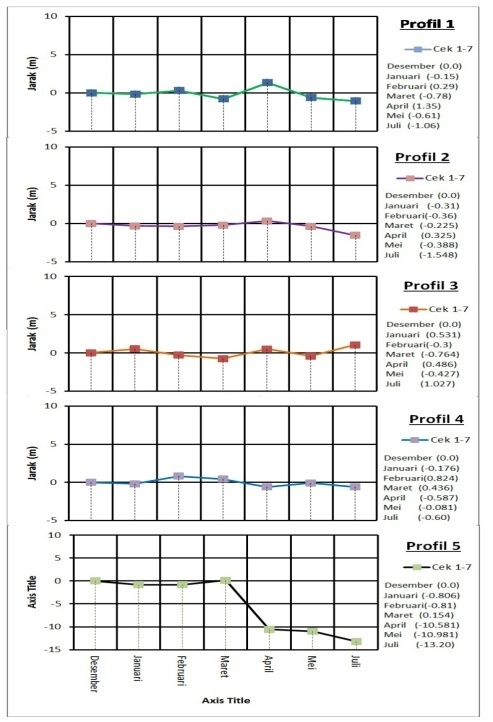 Profil 1
10
5
0
-5
Jarak (m)
Cek 1-7
Desember (0.0)
Januari (-0.15)
Februari (0.29)
Maret (-0.78)
April (1.35)
Mei (-0.61)
Juli (-1.06)
Profil 2
10
5
0
-5
Jarak (m)
Cek 1-7
Desember (0.0)
Januari (-0.31)
Februari(-0.36)
Maret (-0.225)
April (0.325)
Mei (-0.388)
Juli (-1.548)
Profil 3
10
5
0
-5
Jarak (m)
Cek 1-7
Desember (0.0)
Januari (0.531)
Februari(-0.3)
Maret (-0.764)
April (0.486)
Mei (-0.427)
Juli (1.027)
Profil 4
10
5
0
-5
Jarak (m)
Cek 1-7
Desember (0.0)
Januari (-0.176)
Februari(0.824)
Maret (0.436)
April (-0.587)
Mei (-0.081)
Juli (-0.60)
Profil 5
10
5
0
-5
-10
-15
Axis Title
Cek 1-7
Desember (0.0)
Januari (-0.806)
Februari(-0.81)
Maret (0.154)
April (-10.581)
Mei (-10.981)
Juli (-13.20)
Desember
Januari
Februari
Maret
April
Mei
Juli
Axis Title